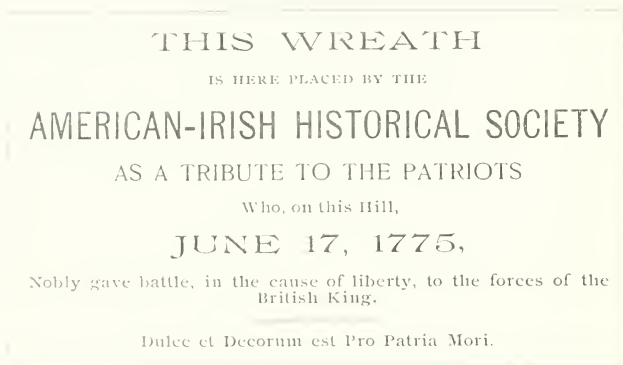 THIS WREATH
IS HERE PLACED BY THE
AMERICAN-IRISH HISTORICAL SOCIETY
AS A TRIBUTE TO THE PATRIOTS
Who, on this Hill,
JUNE 17, 1775,
Nobly gave battle, in the cause of liberty, to the forces of the
British King.
Dulce et Decorum est Pro Patria Mori.